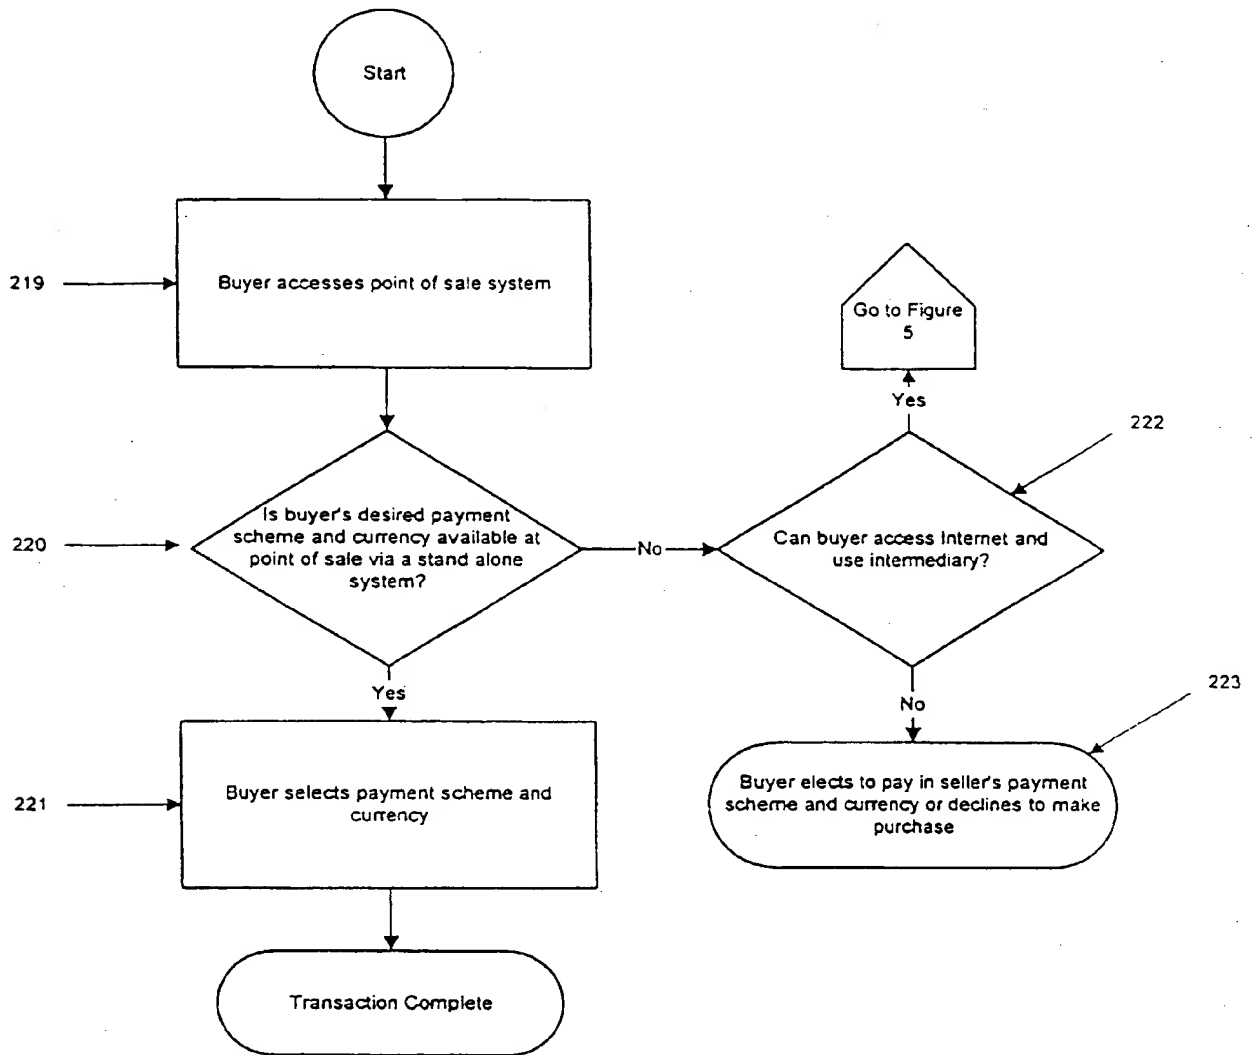 Start
219
Buyer accesses point of sale system
Go to Figure
5
Yes
222
220
Is buyer's desired payment
scheme and currency available at
point of sale via a stand alone
system?
No
Can buyer access Internet and
use intermediary?
Yes
No
223
221
Buyer selects payment scheme and
currency
Buyer elects to pay in seller's payment
scheme and currency or declines to make
purchase
Transaction Complete